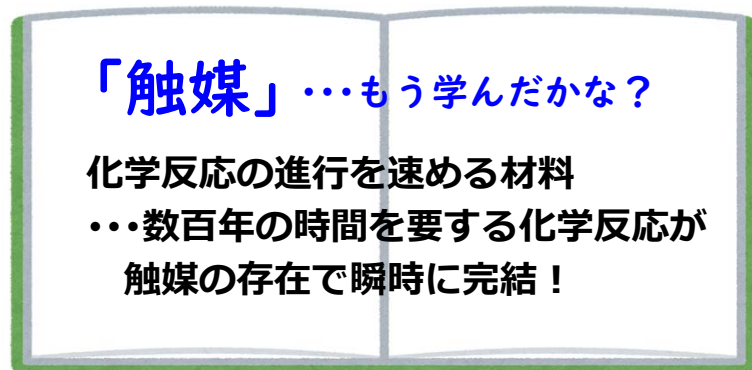 「触媒」･･･もう学んだかな？
化学反応の進行を速める材料
･･･数百年の時間を要する化学反応が
触媒の存在で瞬時に完結！